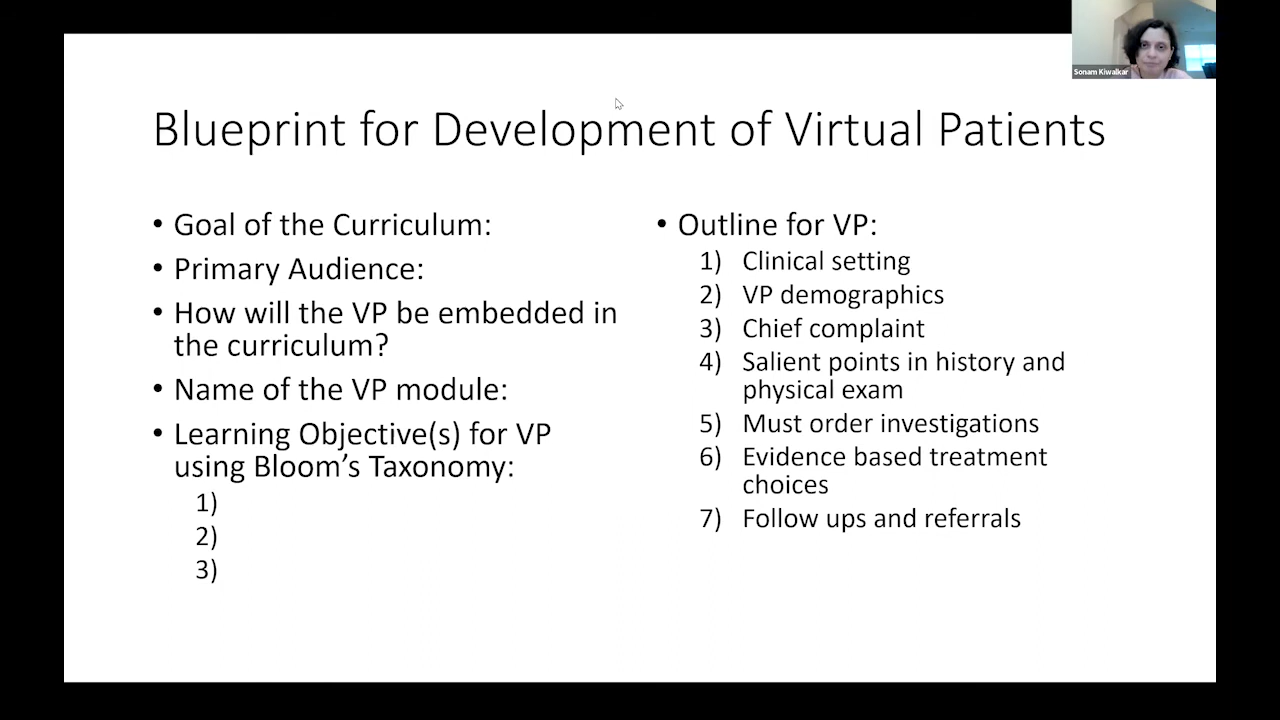 Sonam Kiwalkar
Blueprint for Development of Virtual Patients
• Goal of the Curriculum:
• Primary Audience:
• How will the VP be embedded in
the curriculum?
• Name of the VP module:
• Learning Objective(s) for VP
using Bloom's Taxonomy:
1)
2)
3)
• Outline for VP:
1) Clinical setting
2) VP demographics
3) Chief complaint
4) Salient points in history and
physical exam
5) Must order investigations
6) Evidence based treatment
choices
7) Follow ups and referrals